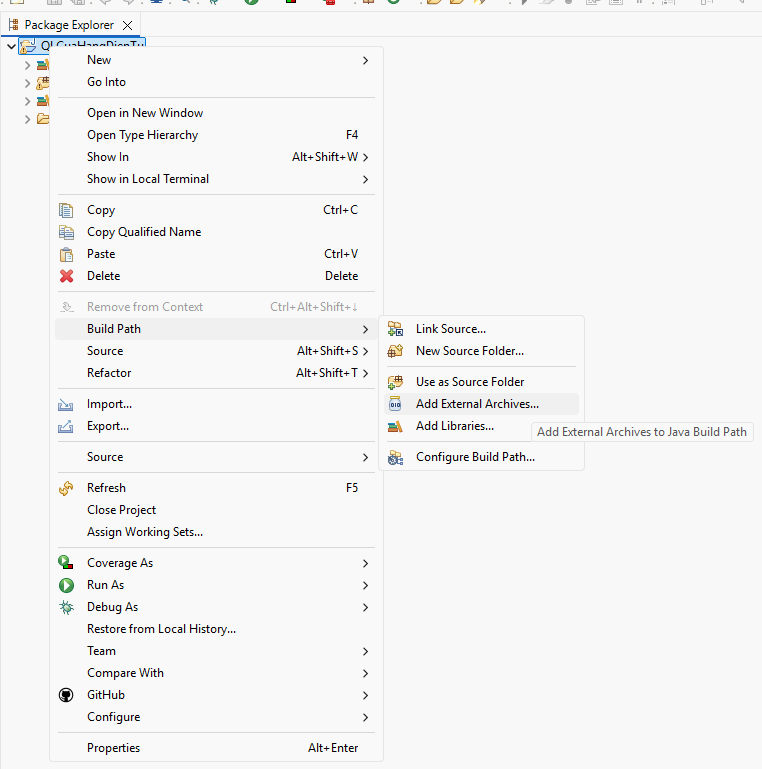 Package Explorer
QLCuaHangDienTu
New
Go Into
Open in New Window
Open Type Hierarchy F4
Show In Alt+Shift+W
Show in Local Terminal
Copy Ctrl+C
Copy Qualified Name
Paste Ctrl+V
Delete Delete
Remove from Context Ctrl+Alt+Shift+↓
Build Path
Source Alt+Shift+S
Refactor Alt+Shift+T
Import...
Export...
Source
Refresh F5
Close Project
Assign Working Sets...
Coverage As
Run As
Debug As
Restore from Local History...
Team
Compare With
GitHub
Configure
Properties Alt+Enter
Link Source...
New Source Folder...
Use as Source Folder
Add External Archives...
Add Libraries...
Add External Archives to Java Build Path
Configure Build Path...